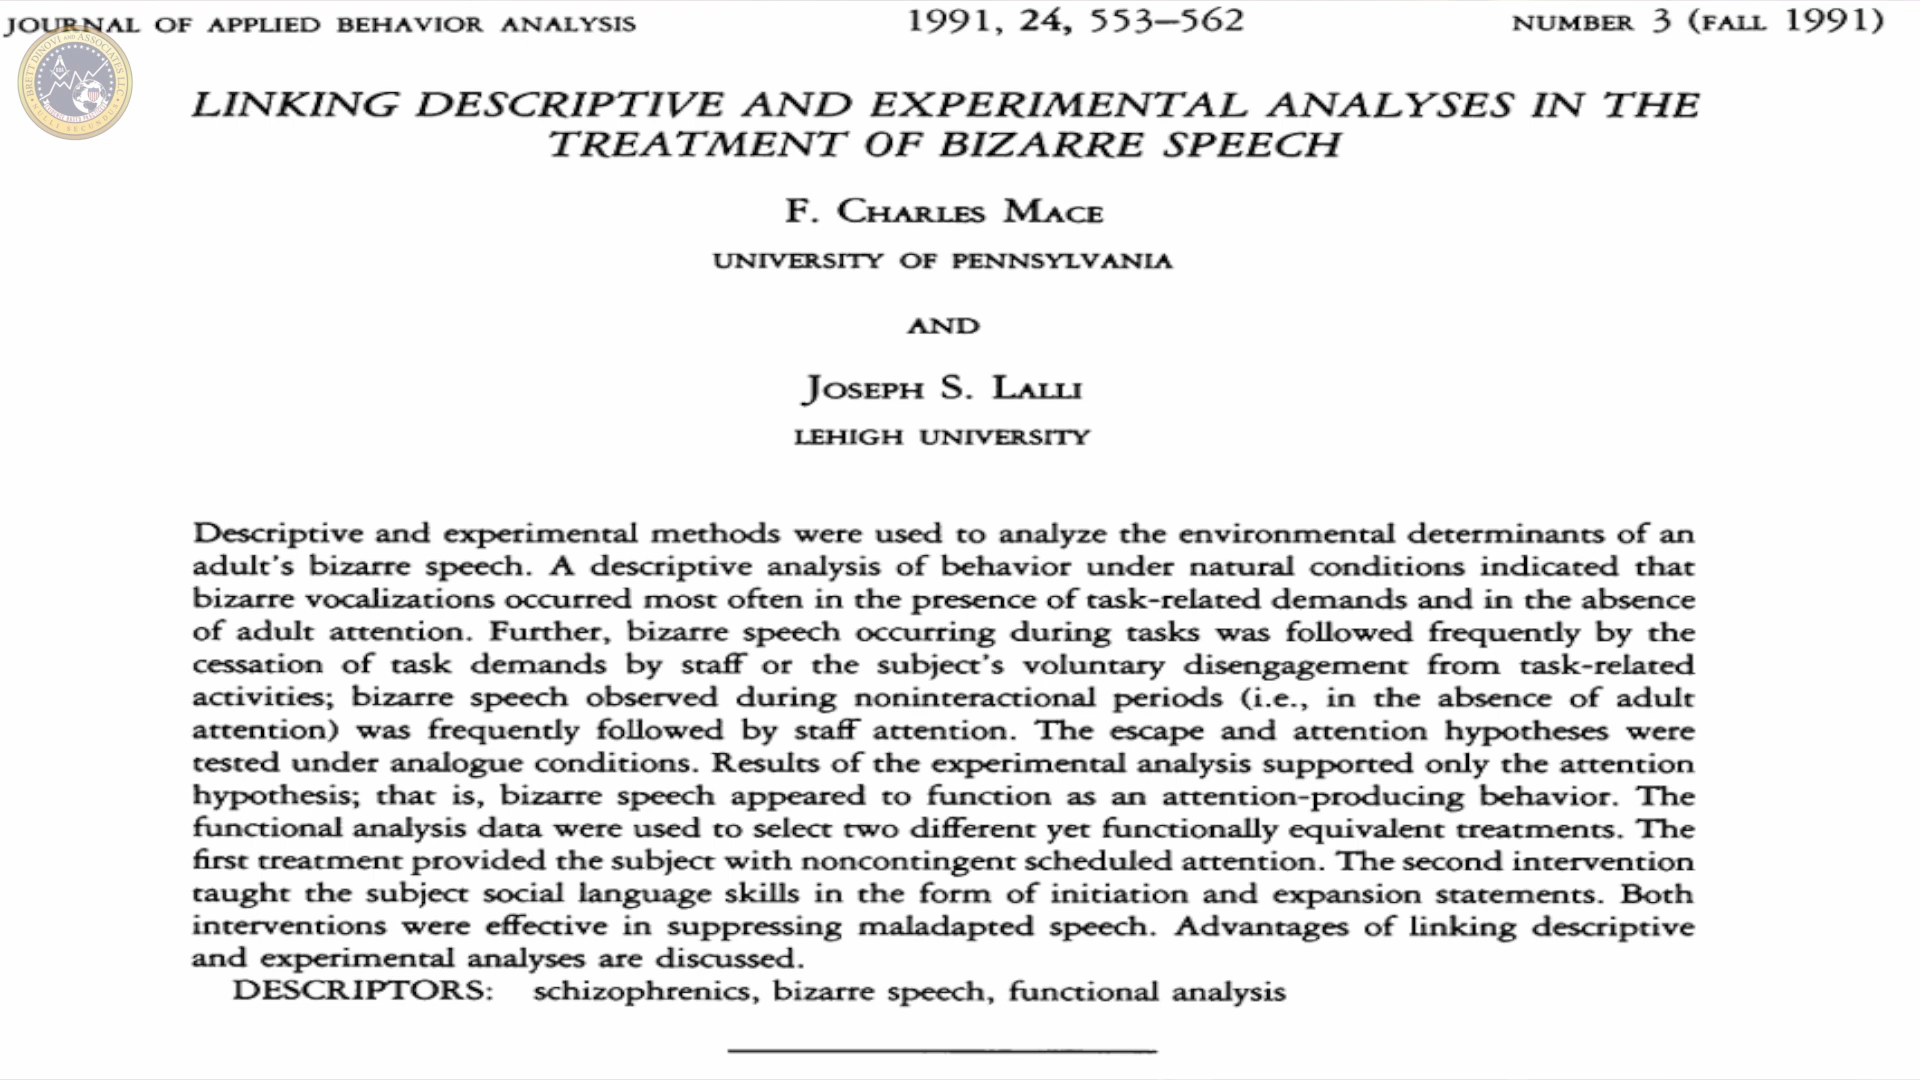 JOURNAL OF APPLIED BEHAVIOR ANALYSIS 1991, 24, 553–562 NUMBER 3 (FALL 1991)
LINKING DESCRIPTIVE AND EXPERIMENTAL ANALYSES IN THE
TREATMENT OF BIZARRE SPEECH
F. CHARLES MACE
UNIVERSITY OF PENNSYLVANIA
AND
JOSEPH S. LALLI
LEHIGH UNIVERSITY
Descriptive and experimental methods were used to analyze the environmental determinants of an
adult's bizarre speech. A descriptive analysis of behavior under natural conditions indicated that
bizarre vocalizations occurred most often in the presence of task-related demands and in the absence
of adult attention. Further, bizarre speech occurring during tasks was followed frequently by the
cessation of task demands by staff or the subject's voluntary disengagement from task-related
activities; bizarre speech observed during noninteractional periods (i.e., in the absence of adult
attention) was frequently followed by staff attention. The escape and attention hypotheses were
tested under analogue conditions. Results of the experimental analysis supported only the attention
hypothesis; that is, bizarre speech appeared to function as an attention-producing behavior. The
functional analysis data were used to select two different yet functionally equivalent treatments. The
first treatment provided the subject with noncontingent scheduled attention. The second intervention
taught the subject social language skills in the form of initiation and expansion statements. Both
interventions were effective in suppressing maladapted speech. Advantages of linking descriptive
and experimental analyses are discussed.
DESCRIPTORS: schizophrenics, bizarre speech, functional analysis
BRETT DINOVI AND ASSOCIATES LLC